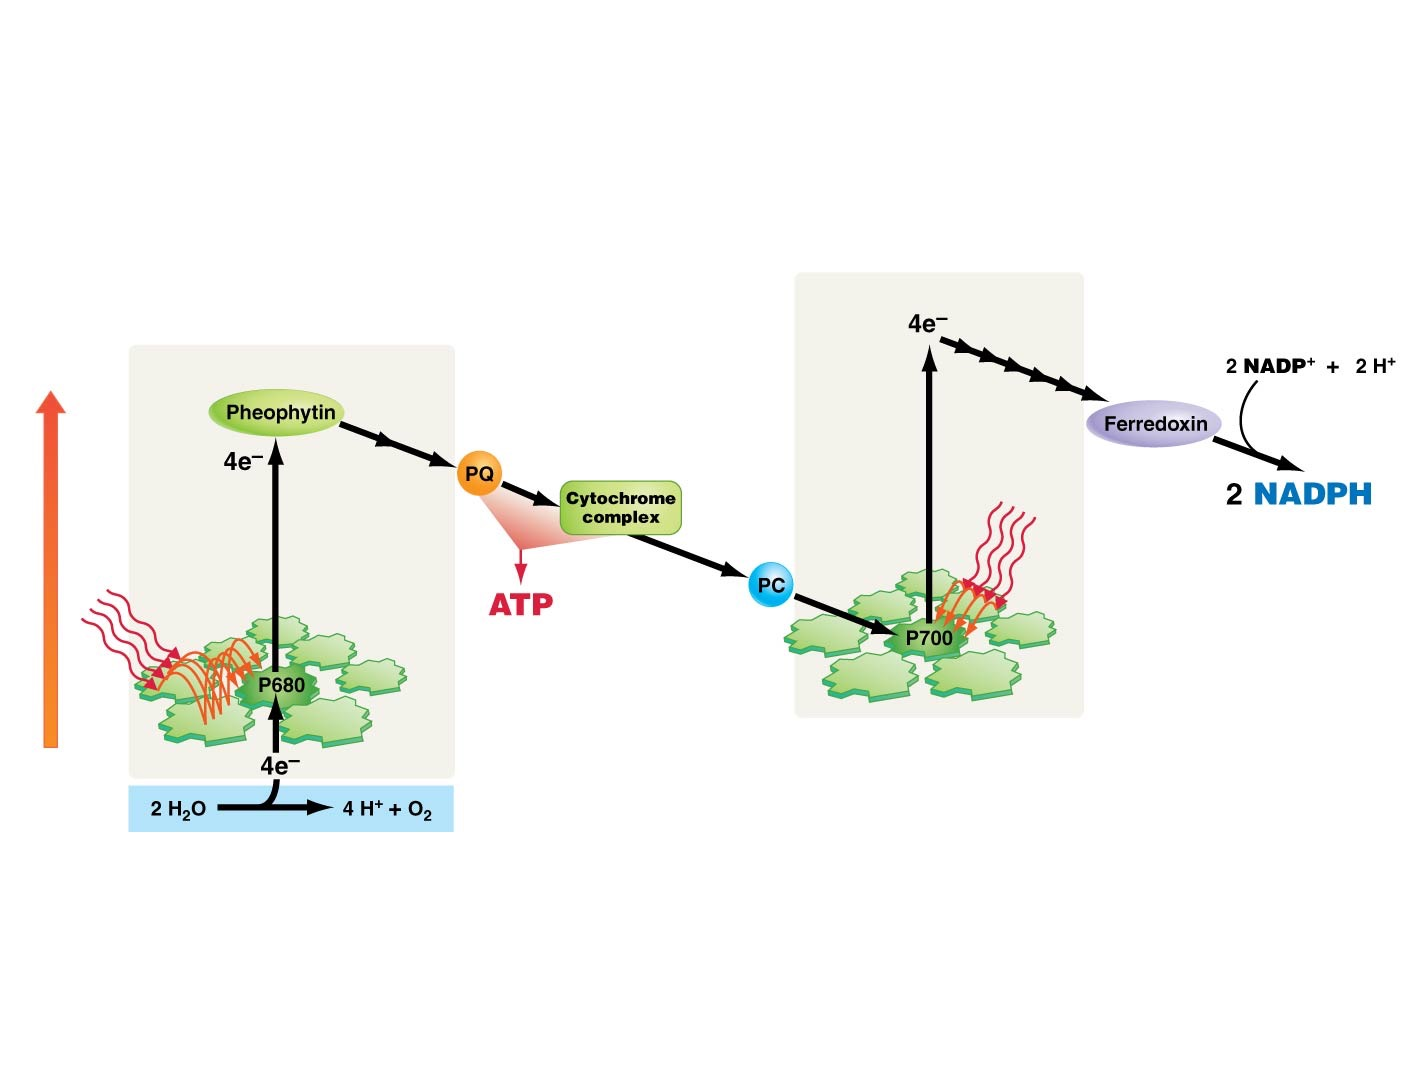 4e–
Pheophytin
4e–
PQ
Cytochrome
complex
ATP
PC
P680
4e–
2 H2O
4 H+ + O2
P700
Ferredoxin
2 NADP+ + 2 H+
2 NADPH